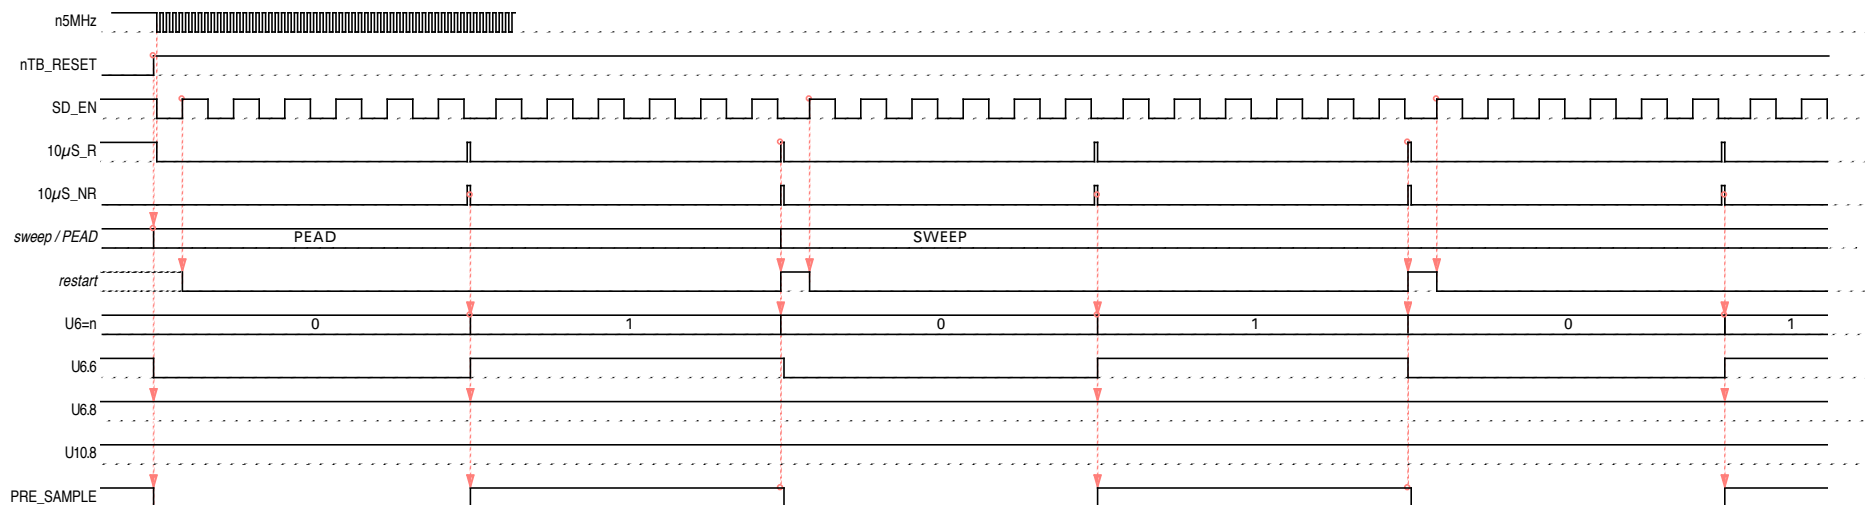 n5MHz
nTB_RESET
SD_EN
10µS_R
10µS_NR
sweep / PEAD PEAD SWEEP
restart
U6=n 0 1 0 1 0 1
U6.6
U6.8
U10.8
PRE_SAMPLE